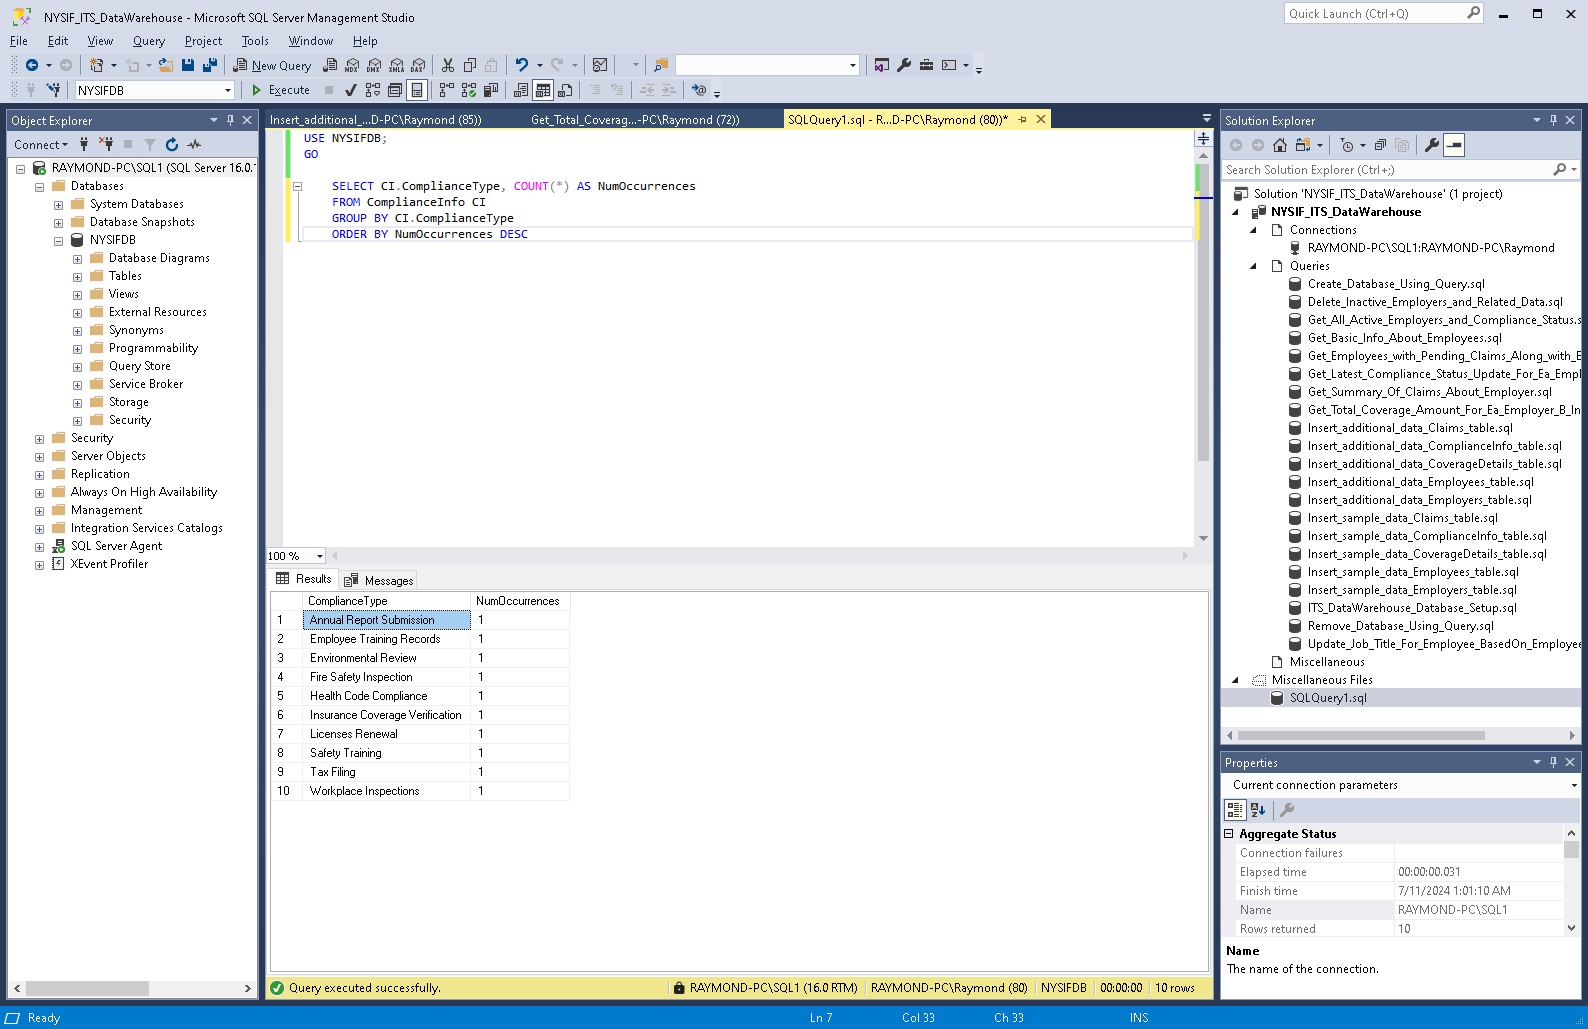 NYSIF_ITS_DataWarehouse - Microsoft SQL Server Management Studio
Quick Launch (Ctrl+Q)
File Edit View Query Project Tools Window Help
New Query
MDX DMX XMLA DAX
NYSIFDB
Execute
Object Explorer
Connect
RAYMOND-PC\SQL1 (SQL Server 16.0.
Databases
System Databases
Database Snapshots
NYSIFDB
Database Diagrams
Tables
Views
External Resources
Synonyms
Programmability
Query Store
Service Broker
Storage
Security
Security
Server Objects
Replication
Always On High Availability
Management
Integration Services Catalogs
SQL Server Agent
XEvent Profiler
Insert_additional_...D-PC\Raymond (85))
Get_Total_Coverag...-PC\Raymond (72))
SQLQuery1.sql - R...D-PC\Raymond (80))*
USE NYSIFDB;
GO
SELECT CI.ComplianceType, COUNT(*) AS NumOccurrences
FROM ComplianceInfo CI
GROUP BY CI.ComplianceType
ORDER BY NumOccurrences DESC
100 %
Results
Messages
ComplianceType NumOccurrences
1 Annual Report Submission 1
2 Employee Training Records 1
3 Environmental Review 1
4 Fire Safety Inspection 1
5 Health Code Compliance 1
6 Insurance Coverage Verification 1
7 Licenses Renewal 1
8 Safety Training 1
9 Tax Filing 1
10 Workplace Inspections 1
Query executed successfully.
RAYMOND-PC\SQL1 (16.0 RTM)
RAYMOND-PC\Raymond (80)
NYSIFDB
00:00:00
10 rows
Solution Explorer
Search Solution Explorer (Ctrl+;)
Solution 'NYSIF_ITS_DataWarehouse' (1 project)
NYSIF_ITS_DataWarehouse
Connections
RAYMOND-PC\SQL1:RAYMOND-PC\Raymond
Queries
Create_Database_Using_Query.sql
Delete_Inactive_Employers_and_Related_Data.sql
Get_All_Active_Employers_and_Compliance_Status.s
Get_Basic_Info_About_Employees.sql
Get_Employees_with_Pending_Claims_Along_with_E
Get_Latest_Compliance_Status_Update_For_Ea_Empl
Get_Summary_Of_Claims_About_Employer.sql
Get_Total_Coverage_Amount_For_Ea_Employer_B_In
Insert_additional_data_Claims_table.sql
Insert_additional_data_ComplianceInfo_table.sql
Insert_additional_data_CoverageDetails_table.sql
Insert_additional_data_Employees_table.sql
Insert_additional_data_Employers_table.sql
Insert_sample_data_Claims_table.sql
Insert_sample_data_ComplianceInfo_table.sql
Insert_sample_data_CoverageDetails_table.sql
Insert_sample_data_Employees_table.sql
Insert_sample_data_Employers_table.sql
ITS_DataWarehouse_Database_Setup.sql
Remove_Database_Using_Query.sql
Update_Job_Title_For_Employee_BasedOn_Employee
Miscellaneous
Miscellaneous Files
SQLQuery1.sql
Properties
Current connection parameters
Aggregate Status
Connection failures
Elapsed time 00:00:00.031
Finish time 7/11/2024 1:01:10 AM
Name RAYMOND-PC\SQL1
Rows returned 10
Name
The name of the connection.
Ready
Ln 7
Col 33
Ch 33
INS